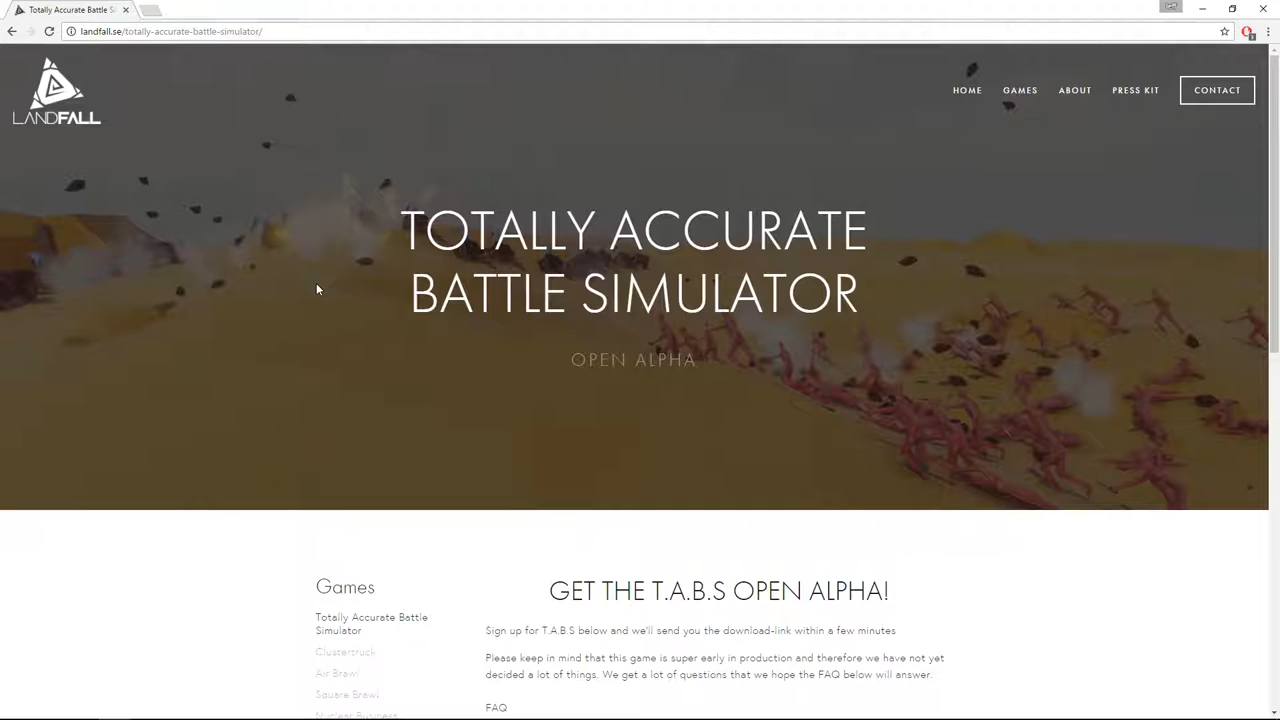 Totally Accurate Battle S
landfall.se/totally-accurate-battle-simulator/
LANDFALL
HOME GAMES ABOUT PRESS KIT CONTACT
TOTALLY ACCURATE
BATTLE SIMULATOR
OPEN ALPHA
Games
Totally Accurate Battle
Simulator
Clustertruck
Air Brawl
Square Brawl
Nuclear Business
GET THE T.A.B.S OPEN ALPHA!
Sign up for T.A.B.S below and we'll send you the download-link within a few minutes
Please keep in mind that this game is super early in production and therefore we have not yet
decided a lot of things. We get a lot of questions that we hope the FAQ below will answer.
FAQ